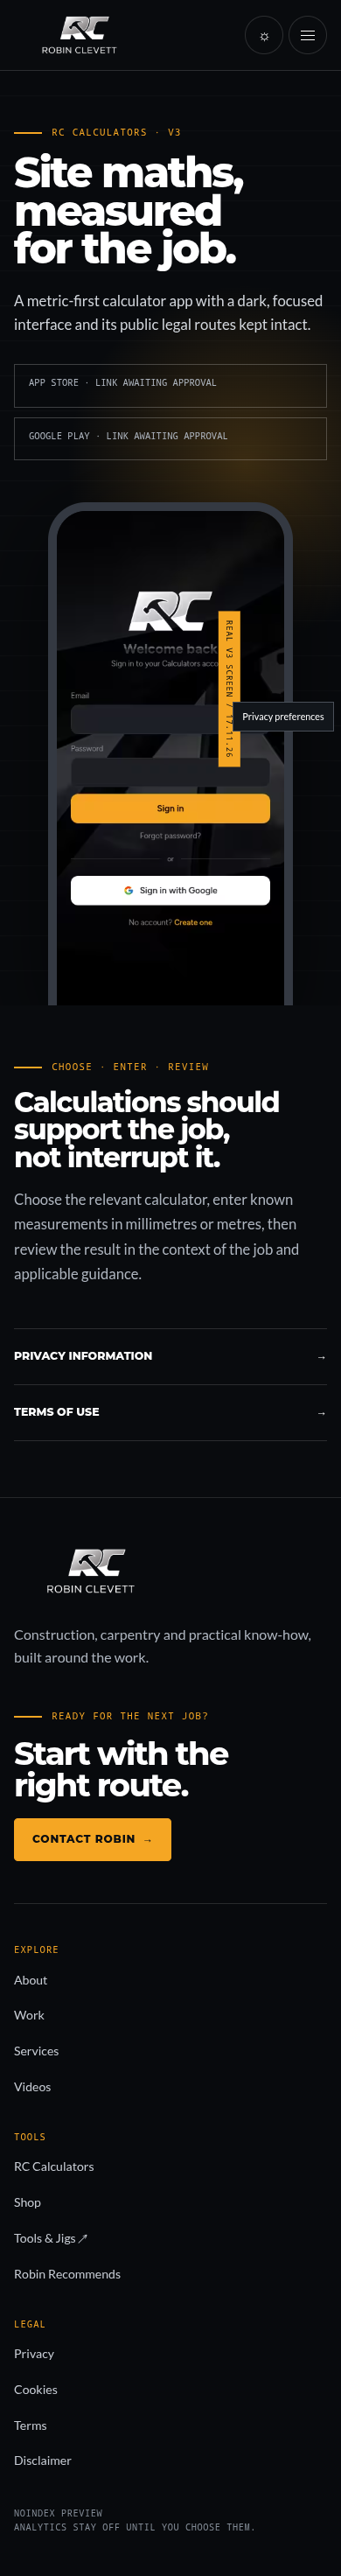 RC
ROBIN CLEVETT
RC CALCULATORS · V3
Site maths,
measured
for the job.
A metric-first calculator app with a dark, focused
interface and its public legal routes kept intact.
APP STORE · LINK AWAITING APPROVAL
GOOGLE PLAY · LINK AWAITING APPROVAL
RC
Welcome back
Sign in to your Calculators acco
REAL V3 SCREEN / 17.11.26
Email
Privacy preferences
Password
Sign in
Forgot password?
or
Sign in with Google
No account? Create one
CHOOSE · ENTER · REVIEW
Calculations should
support the job,
not interrupt it.
Choose the relevant calculator, enter known
measurements in millimetres or metres, then
review the result in the context of the job and
applicable guidance.
PRIVACY INFORMATION →
TERMS OF USE →
RC
ROBIN CLEVETT
Construction, carpentry and practical know-how,
built around the work.
READY FOR THE NEXT JOB?
Start with the
right route.
CONTACT ROBIN →
EXPLORE
About
Work
Services
Videos
TOOLS
RC Calculators
Shop
Tools & Jigs ↗
Robin Recommends
LEGAL
Privacy
Cookies
Terms
Disclaimer
NOINDEX PREVIEW
ANALYTICS STAY OFF UNTIL YOU CHOOSE THEM.